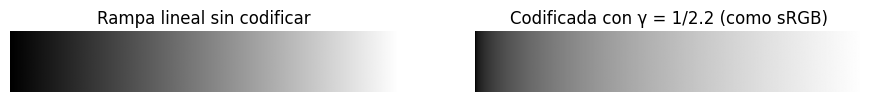 Rampa lineal sin codificar
Codificada con γ = 1/2.2 (como sRGB)